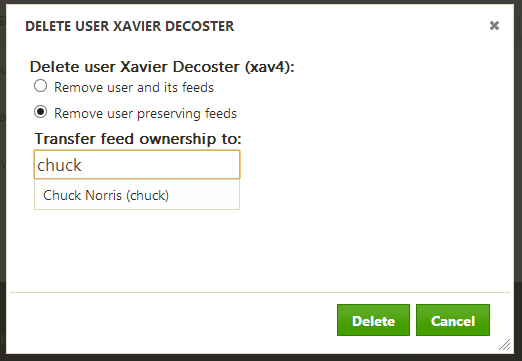 DELETE USER XAVIER DECOSTER
Delete user Xavier Decoster (xav4):
Remove user and its feeds
Remove user preserving feeds
Transfer feed ownership to:
chuck
Chuck Norris (chuck)
Delete Cancel